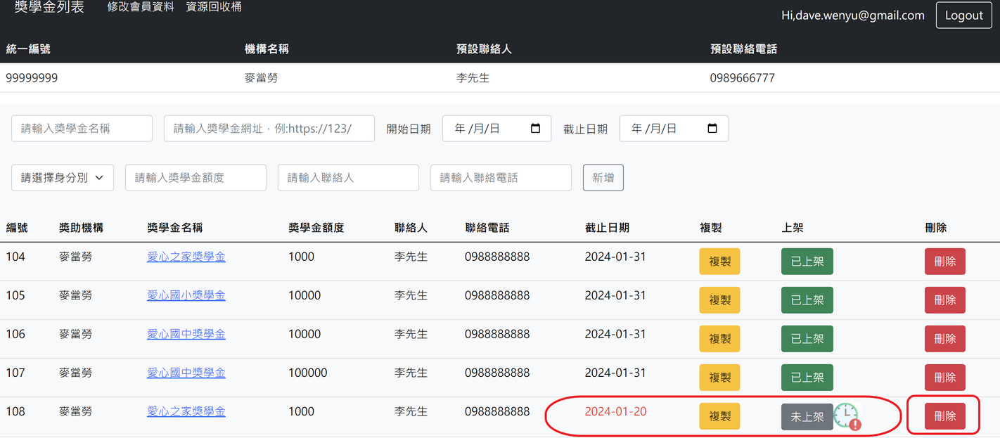 獎學金列表 修改會員資料 資源回收桶 Hi,dave.wenyu@gmail.com Logout
統一編號 機構名稱 預設聯絡人 預設聯絡電話
99999999 麥當勞 李先生 0989666777
請輸入獎學金名稱 請輸入獎學金網址，例:https://123/ 開始日期 年 /月/日 截止日期 年 /月/日
請選擇身分別 請輸入獎學金額度 請輸入聯絡人 請輸入聯絡電話 新增
編號 獎助機構 獎學金名稱 獎學金額度 聯絡人 聯絡電話 截止日期 複製 上架 刪除
104 麥當勞 愛心之家獎學金 1000 李先生 0988888888 2024-01-31 複製 已上架 刪除
105 麥當勞 愛心國小獎學金 10000 李先生 0988888888 2024-01-31 複製 已上架 刪除
106 麥當勞 愛心國中獎學金 10000 李先生 0988888888 2024-01-31 複製 已上架 刪除
107 麥當勞 愛心國中獎學金 100000 李先生 0988888888 2024-01-31 複製 已上架 刪除
108 麥當勞 愛心之家獎學金 1000 李先生 0988888888 2024-01-20 複製 未上架 刪除